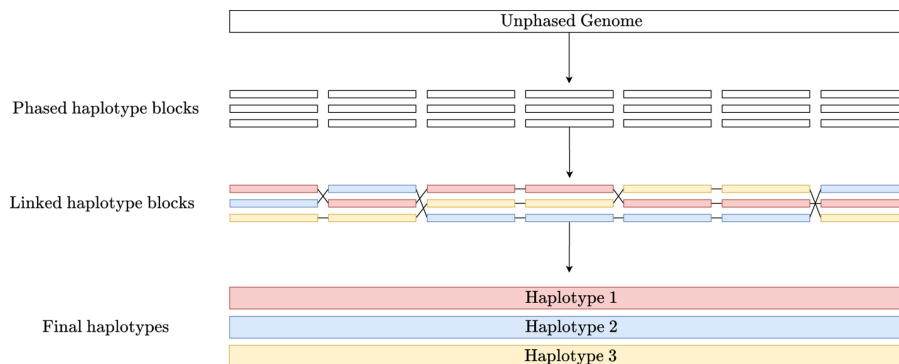 Unphased Genome
Phased haplotype blocks
Linked haplotype blocks
Haplotype 1
Final haplotypes
Haplotype 2
Haplotype 3